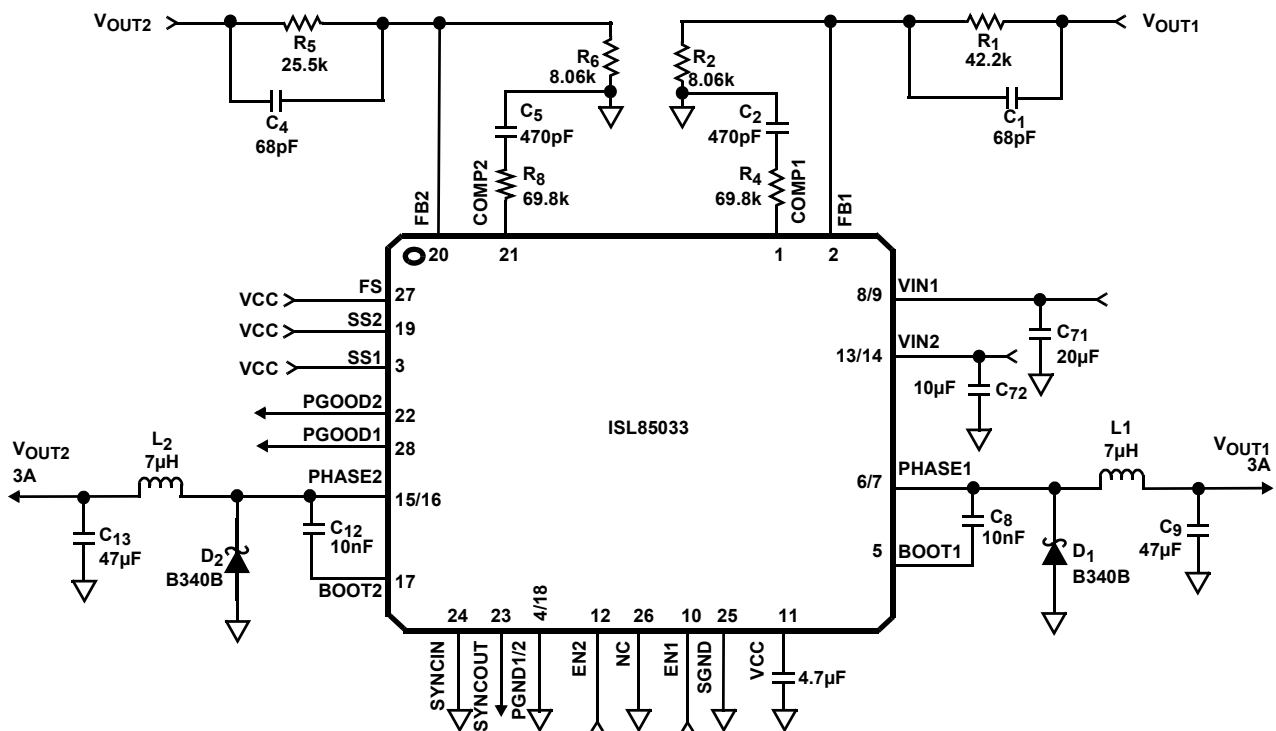 VOUT2
R5
25.5k
C4
68pF
R6
8.06k
C5
470pF
R8
69.8k
COMP2
FB2
R2
8.06k
C2
470pF
R4
69.8k
COMP1
FB1
R1
42.2k
C1
68pF
VOUT1
20
21
1
2
VCC
FS
27
VCC
SS2
19
VCC
SS1
3
PGOOD2
22
PGOOD1
28
PHASE2
15/16
BOOT2
17
VOUT2
3A
L2
7µH
C13
47µF
D2
B340B
C12
10nF
ISL85033
8/9
VIN1
C71
20µF
13/14
VIN2
10µF
C72
6/7
PHASE1
5
BOOT1
C8
10nF
L1
7µH
VOUT1
3A
D1
B340B
C9
47µF
24
23
4/18
12
26
10
25
11
SYNCIN
SYNCOUT
PGND1/2
EN2
NC
EN1
SGND
VCC
4.7µF